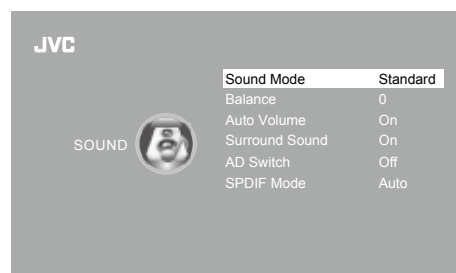 JVC
SOUND
Sound Mode Standard
Balance 0
Auto Volume On
Surround Sound On
AD Switch Off
SPDIF Mode Auto